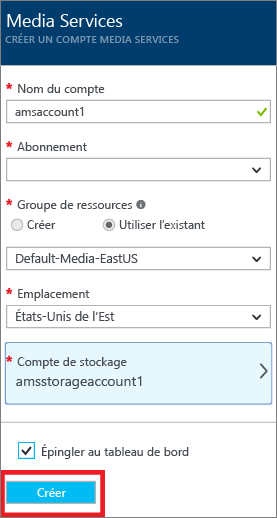 Media Services
CRÉER UN COMPTE MEDIA SERVICES
* Nom du compte
amsaccount1
* Abonnement
* Groupe de ressources
Créer
Utiliser l'existant
Default-Media-EastUS
* Emplacement
États-Unis de l'Est
* Compte de stockage
amsstorageaccount1
Épingler au tableau de bord
Créer